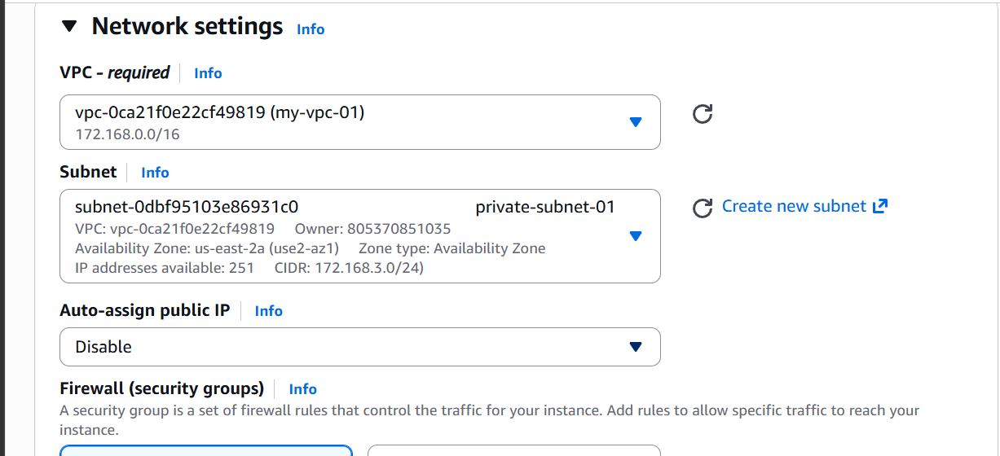 Network settings Info
VPC – required Info
vpc-0ca21f0e22cf49819 (my-vpc-01)
172.168.0.0/16
Subnet Info
subnet-0dbf95103e86931c0 private-subnet-01
VPC: vpc-0ca21f0e22cf49819 Owner: 805370851035
Availability Zone: us-east-2a (use2-az1) Zone type: Availability Zone
IP addresses available: 251 CIDR: 172.168.3.0/24)
Create new subnet
Auto-assign public IP Info
Disable
Firewall (security groups) Info
A security group is a set of firewall rules that control the traffic for your instance. Add rules to allow specific traffic to reach your
instance.